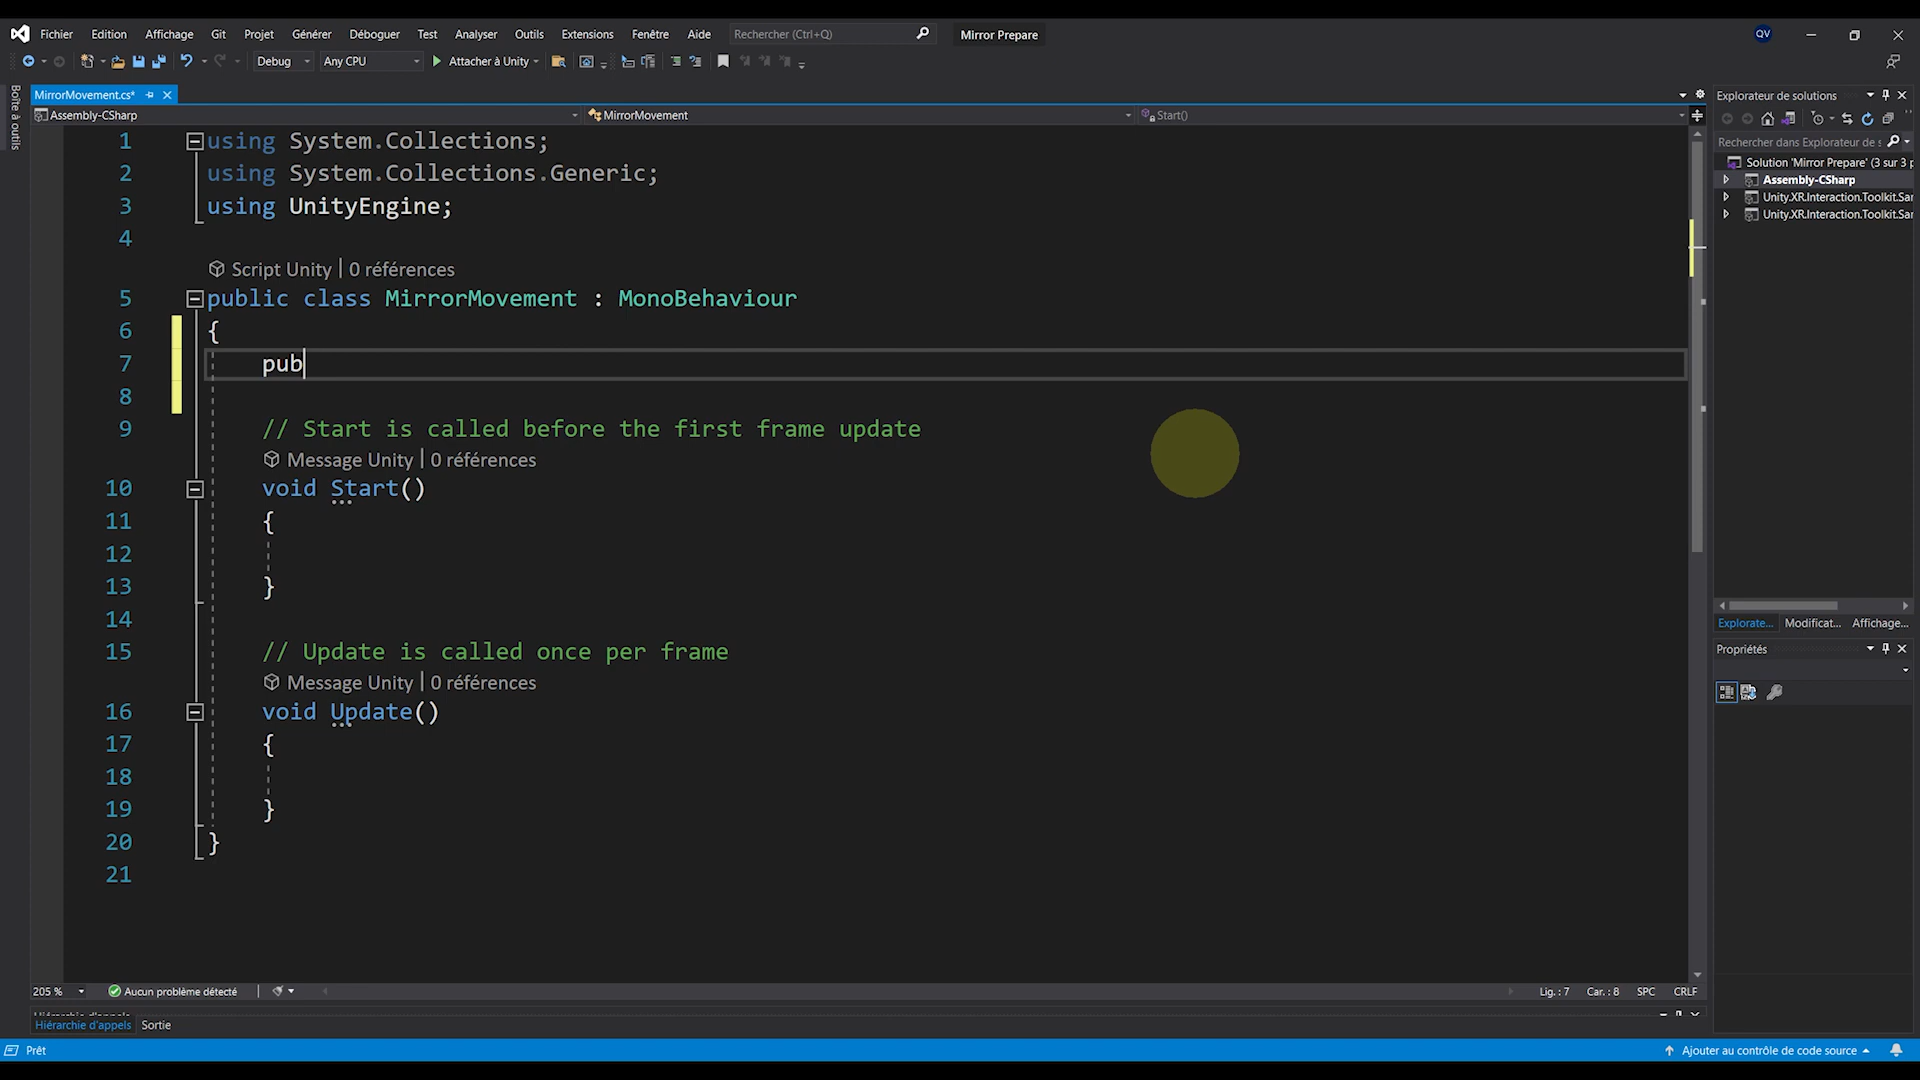 Fichier Edition Affichage Git Projet Générer Déboguer Test Analyser Outils Extensions Fenêtre Aide Rechercher (Ctrl+Q) Mirror Prepare QV
Debug Any CPU Attacher à Unity
Boîte à outils
MirrorMovement.cs*
Assembly-CSharp MirrorMovement Start()
1 using System.Collections;
2 using System.Collections.Generic;
3 using UnityEngine;
4
Script Unity | 0 références
5 public class MirrorMovement : MonoBehaviour
6 {
7 pub
8
9 // Start is called before the first frame update
Message Unity | 0 références
10 void Start()
11 {
12
13 }
14
15 // Update is called once per frame
Message Unity | 0 références
16 void Update()
17 {
18
19 }
20 }
21
205 % Aucun problème détecté Lig. : 7 Car. : 8 SPC CRLF
Hiérarchie d'appels
Hiérarchie d'appels Sortie
Prêt Ajouter au contrôle de code source
Explorateur de solutions
Rechercher dans Explorateur de s
Solution 'Mirror Prepare' (3 sur 3 p
Assembly-CSharp
Unity.XR.Interaction.Toolkit.Sar
Unity.XR.Interaction.Toolkit.Sar
Explorate... Modificat... Affichage...
Propriétés